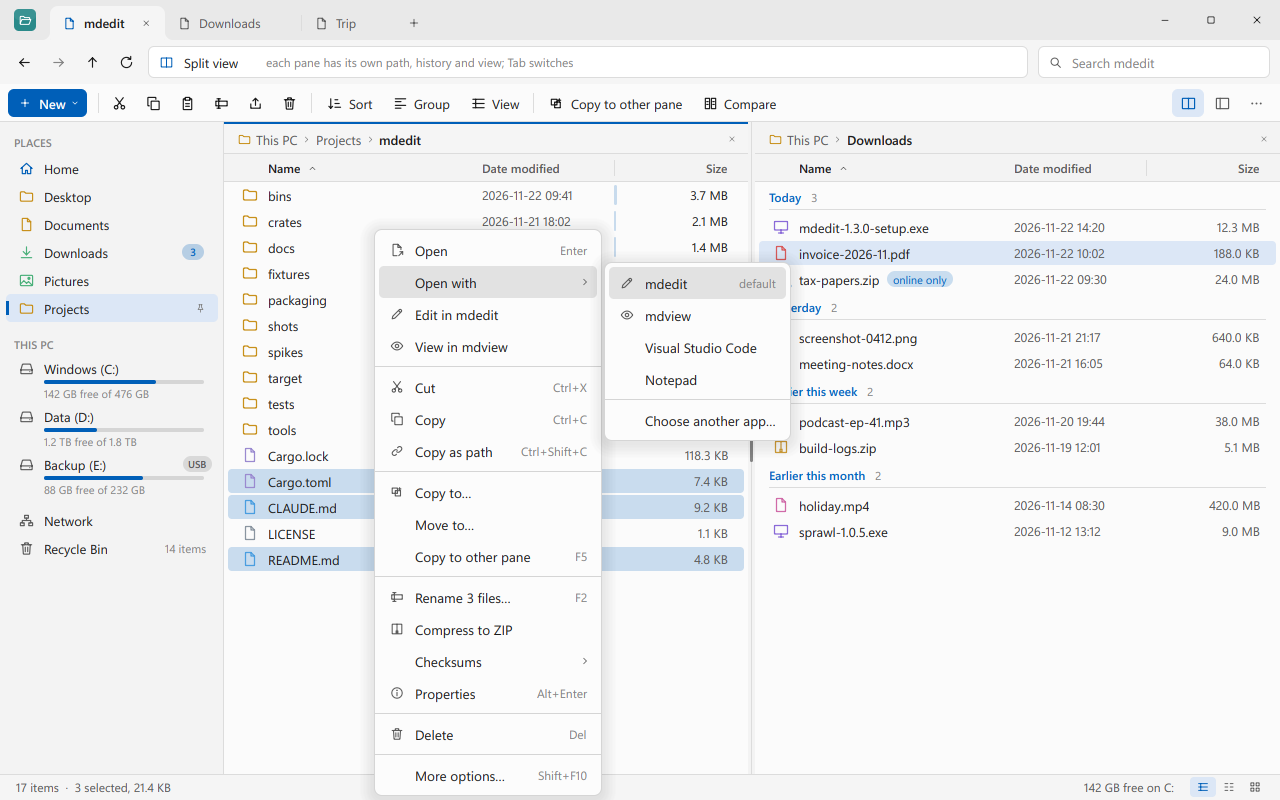 mdedit
Downloads
Trip
Split view each pane has its own path, history and view; Tab switches
Search mdedit
New
Sort
Group
View
Copy to other pane
Compare
PLACES
Home
Desktop
Documents
Downloads 3
Pictures
Projects
THIS PC
Windows (C:)
142 GB free of 476 GB
Data (D:)
1.2 TB free of 1.8 TB
Backup (E:) USB
88 GB free of 232 GB
Network
Recycle Bin 14 items
This PC Projects mdedit
Name Date modified Size
bins 2026-11-22 09:41 3.7 MB
crates 2026-11-21 18:02 2.1 MB
docs 1.4 MB
fixtures
packaging
shots
spikes
target
tests
tools
Cargo.lock 118.3 KB
Cargo.toml 7.4 KB
CLAUDE.md 9.2 KB
LICENSE 1.1 KB
README.md 4.8 KB
Open Enter
Open with
Edit in mdedit
View in mdview
Cut Ctrl+X
Copy Ctrl+C
Copy as path Ctrl+Shift+C
Copy to...
Move to...
Copy to other pane F5
Rename 3 files... F2
Compress to ZIP
Checksums
Properties Alt+Enter
Delete Del
More options... Shift+F10
mdedit default
mdview
Visual Studio Code
Notepad
Choose another app...
This PC Downloads
Name Date modified Size
Today 3
mdedit-1.3.0-setup.exe 2026-11-22 14:20 12.3 MB
invoice-2026-11.pdf 2026-11-22 10:02 188.0 KB
tax-papers.zip online only 2026-11-22 09:30 24.0 MB
erday 2
screenshot-0412.png 2026-11-21 21:17 640.0 KB
meeting-notes.docx 2026-11-21 16:05 64.0 KB
ier this week 2
podcast-ep-41.mp3 2026-11-20 19:44 38.0 MB
build-logs.zip 2026-11-19 12:01 5.1 MB
Earlier this month 2
holiday.mp4 2026-11-14 08:30 420.0 MB
sprawl-1.0.5.exe 2026-11-12 13:12 9.0 MB
17 items · 3 selected, 21.4 KB
142 GB free on C: